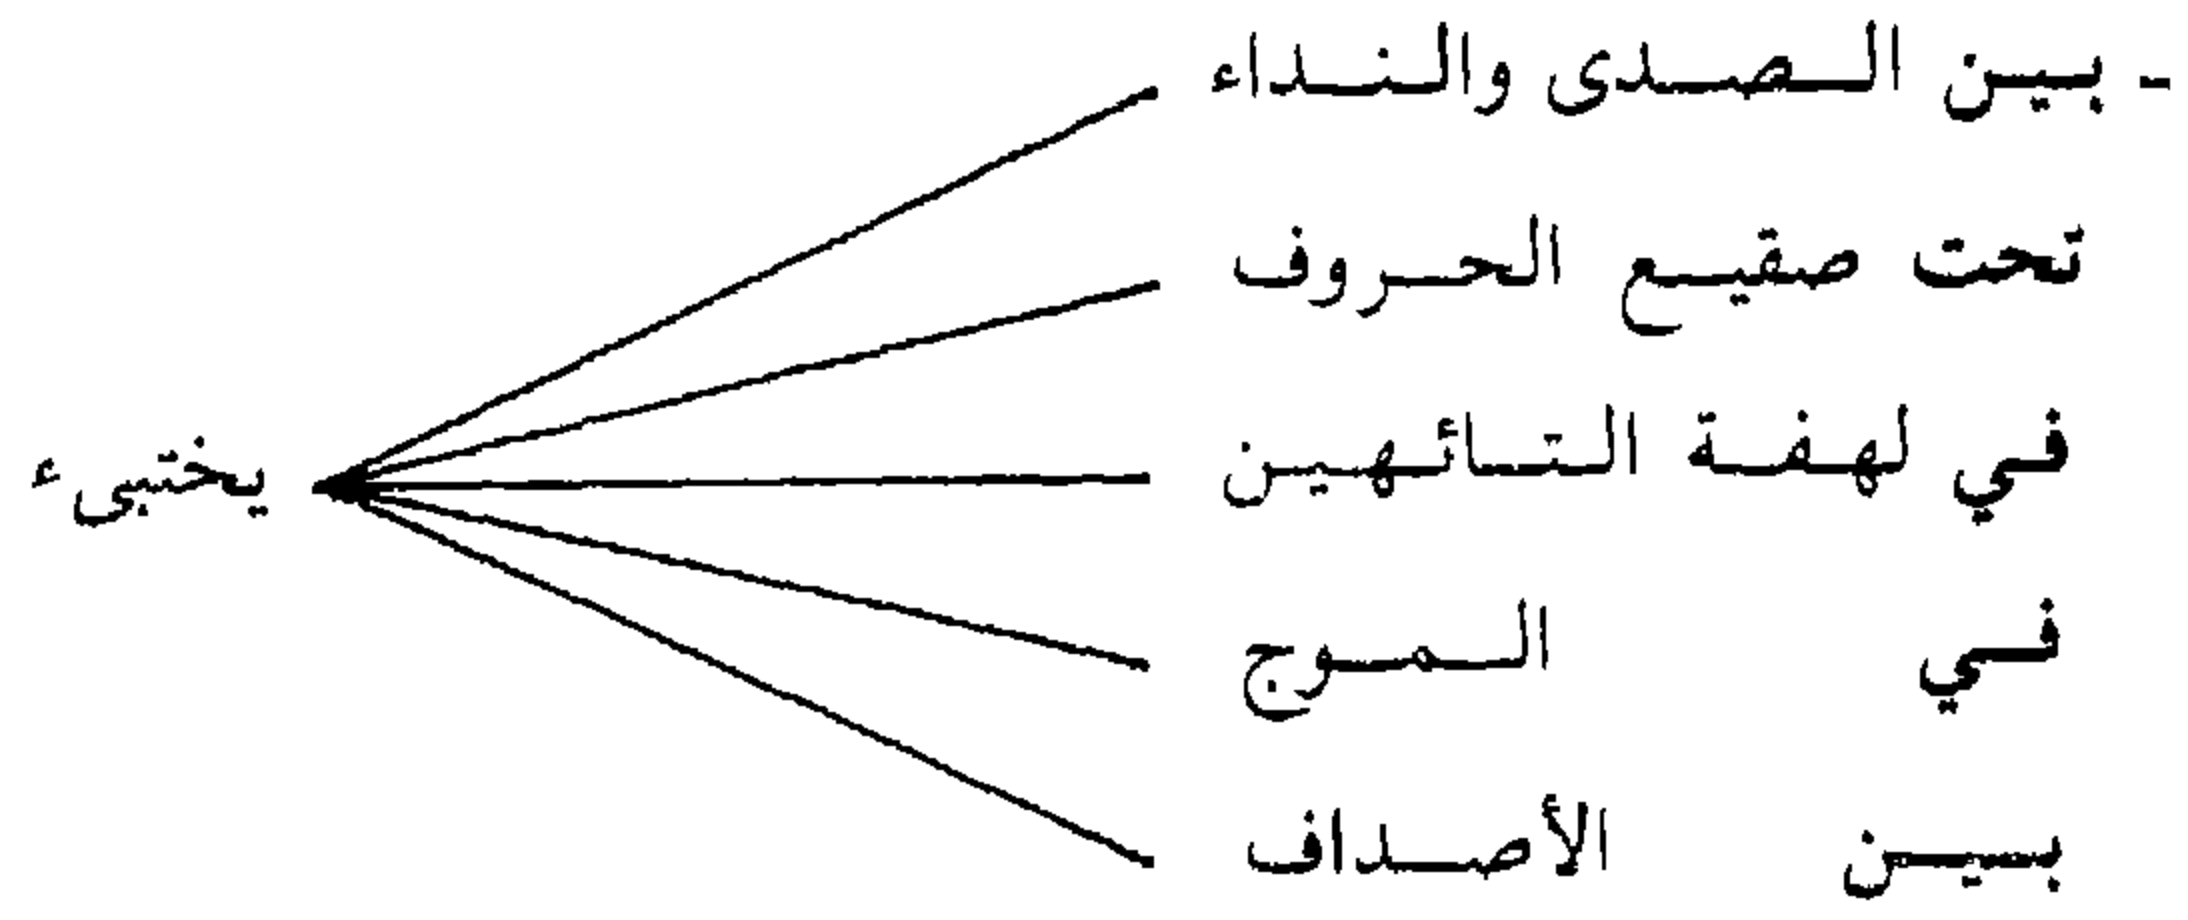 - بين الصدى والنداء
تحت صقيع الحروف
في لهفة التائهين
يختبىء
في الموج
بين الأصداف